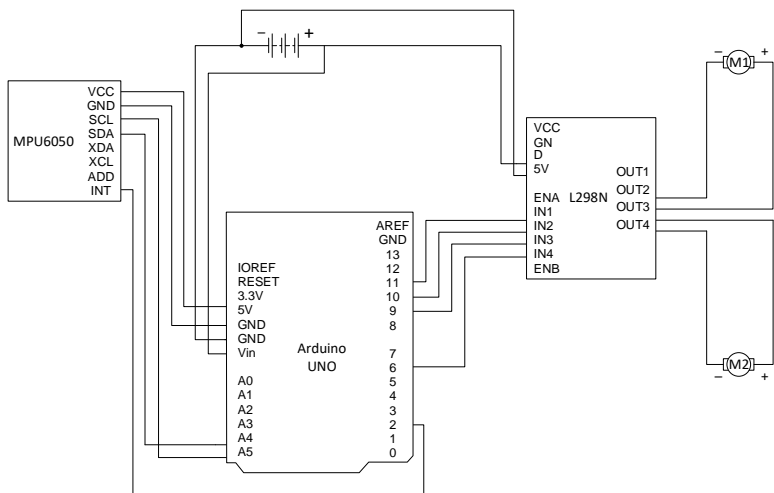 − +
− M1 +
MPU6050
VCC
GND
SCL
SDA
XDA
XCL
ADD
INT
L298N
VCC
GN
D
5V
ENA
IN1
IN2
IN3
IN4
ENB
OUT1
OUT2
OUT3
OUT4
Arduino
UNO
IOREF
RESET
3.3V
5V
GND
GND
Vin
A0
A1
A2
A3
A4
A5
AREF
GND
13
12
11
10
9
8
7
6
5
4
3
2
1
0
− M2 +